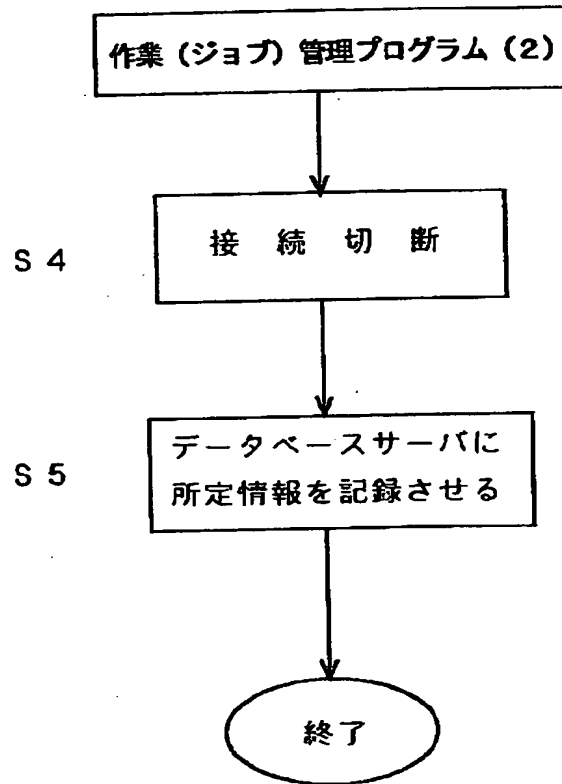 作業(ジョブ)管理プログラム(2)
S4
接続切断
S5
データベースサーバに
所定情報を記録させる
終了